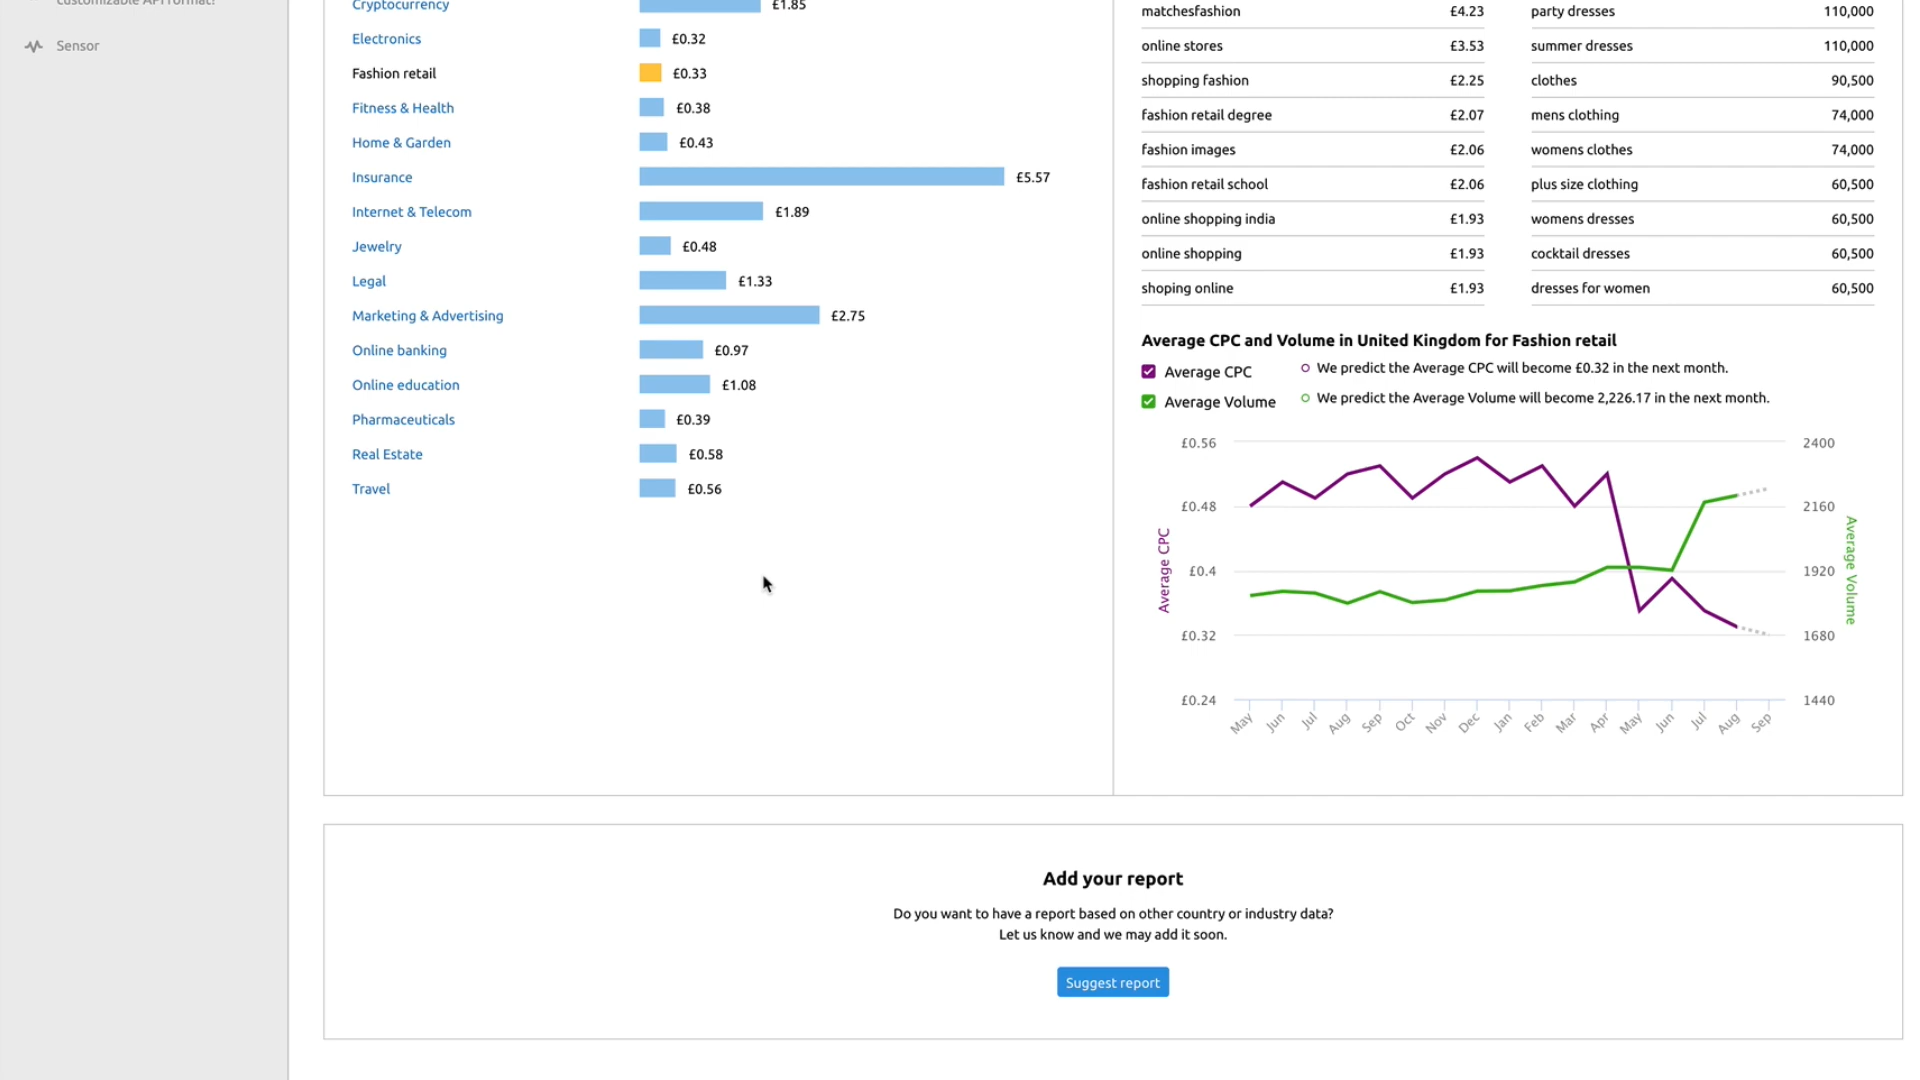 Customizable API format!
Sensor
Cryptocurrency £1.85
Electronics £0.32
Fashion retail £0.33
Fitness & Health £0.38
Home & Garden £0.43
Insurance £5.57
Internet & Telecom £1.89
Jewelry £0.48
Legal £1.33
Marketing & Advertising £2.75
Online banking £0.97
Online education £1.08
Pharmaceuticals £0.39
Real Estate £0.58
Travel £0.56
matchesfashion £4.23 party dresses 110,000
online stores £3.53 summer dresses 110,000
shopping fashion £2.25 clothes 90,500
fashion retail degree £2.07 mens clothing 74,000
fashion images £2.06 womens clothes 74,000
fashion retail school £2.06 plus size clothing 60,500
online shopping india £1.93 womens dresses 60,500
online shopping £1.93 cocktail dresses 60,500
shoping online £1.93 dresses for women 60,500
Average CPC and Volume in United Kingdom for Fashion retail
Average CPC We predict the Average CPC will become £0.32 in the next month.
Average Volume We predict the Average Volume will become 2,226.17 in the next month.
£0.56 2400
£0.48 2160
£0.4 1920
£0.32 1680
£0.24 1440
Average CPC
Average Volume
May Jun Jul Aug Sep Oct Nov Dec Jan Feb Mar Apr May Jun Jul Aug Sep
Add your report
Do you want to have a report based on other country or industry data?
Let us know and we may add it soon.
Suggest report